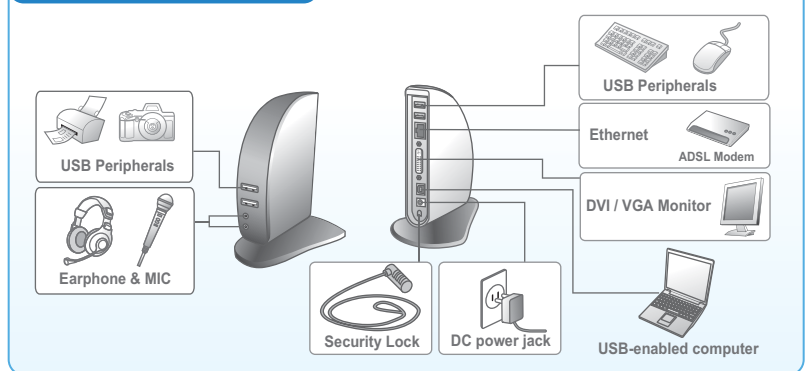 USB Peripherals
Earphone & MIC
Security Lock
DC power jack
USB Peripherals
Ethernet
ADSL Modem
DVI / VGA Monitor
USB-enabled computer